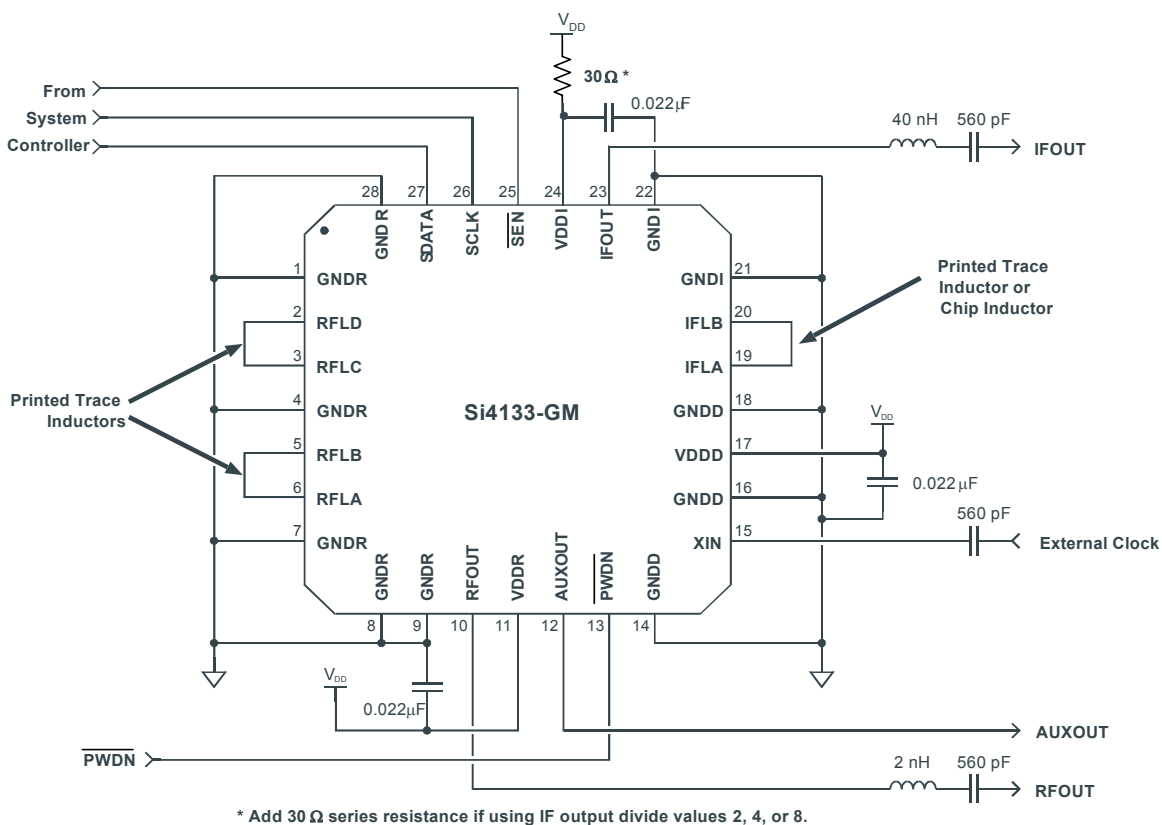 VDD
30Ω *
0.022µF
From
System
Controller
40 nH
560 pF
IFOUT
28
27
26
25
24
23
22
GNDR
SDATA
SCLK
SEN
VDDI
IFOUT
GNDI
1
GNDR
GNDI
21
2
RFLD
IFLB
20
3
RFLC
IFLA
19
4
GNDR
GNDD
18
5
RFLB
VDDD
17
6
RFLA
GNDD
16
7
GNDR
XIN
15
Printed Trace
Inductor or
Chip Inductor
Printed Trace
Inductors
Si4133-GM
VDD
0.022µF
560 pF
External Clock
GNDR
GNDR
RFOUT
VDDR
AUXOUT
PWDN
GNDD
8
9
10
11
12
13
14
VDD
0.022µF
AUXOUT
PWDN
2 nH
560 pF
RFOUT
* Add 30 Ω series resistance if using IF output divide values 2, 4, or 8.